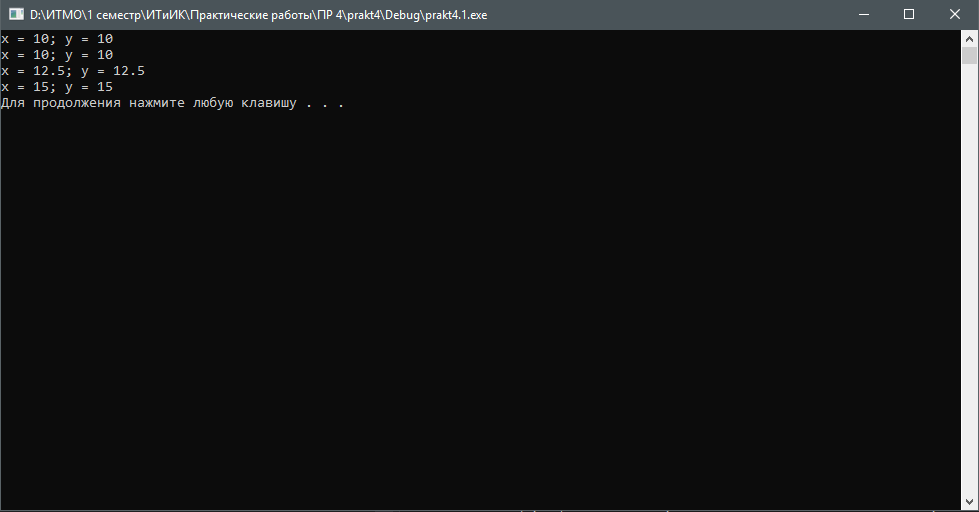 D:\ИТМО\1 семестр\ИТиИК\Практические работы\ПР 4\prakt4\Debug\prakt4.1.exe
x = 10; y = 10
x = 10; y = 10
x = 12.5; y = 12.5
x = 15; y = 15
Для продолжения нажмите любую клавишу . . .